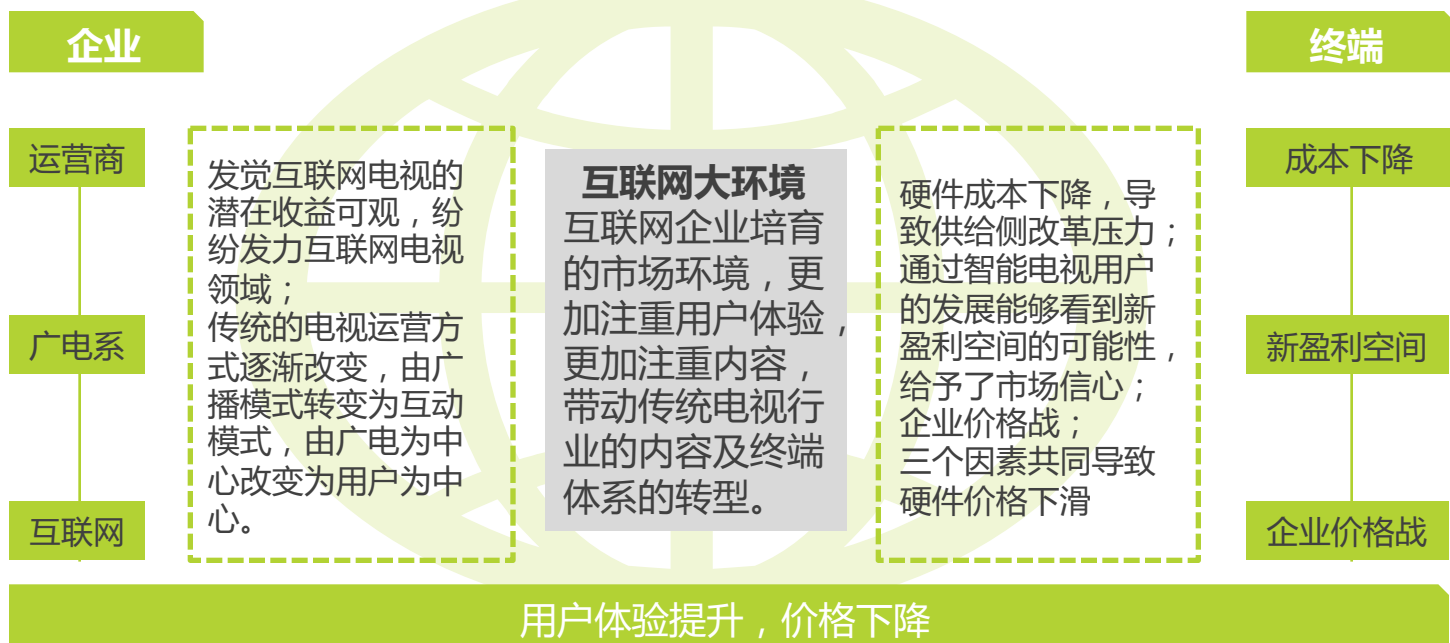 企业
终端
运营商
广电系
互联网
发觉互联网电视的
潜在收益可观，纷
纷发力互联网电视
领域；
传统的电视运营方
式逐渐改变，由广
播模式转变为互动
模式，由广电为中
心改变为用户为中
心。
互联网大环境
互联网企业培育
的市场环境，更
加注重用户体验，
更加注重内容，
带动传统电视行
业的内容及终端
体系的转型。
硬件成本下降，导
致供给侧改革压力；
通过智能电视用户
的发展能够看到新
盈利空间的可能性，
给予了市场信心；
企业价格战；
三个因素共同导致
硬件价格下滑
成本下降
新盈利空间
企业价格战
用户体验提升，价格下降